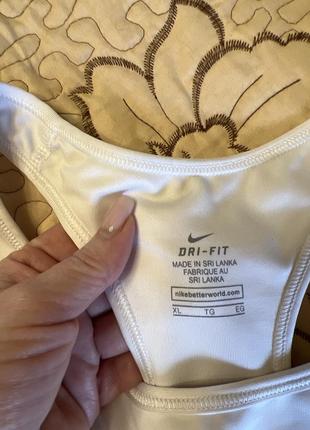 DRI-FIT
MADE IN SRI LANKA
FABRIQUE AU
SRI LANKA
nikebetterworld.com
XL TG EG